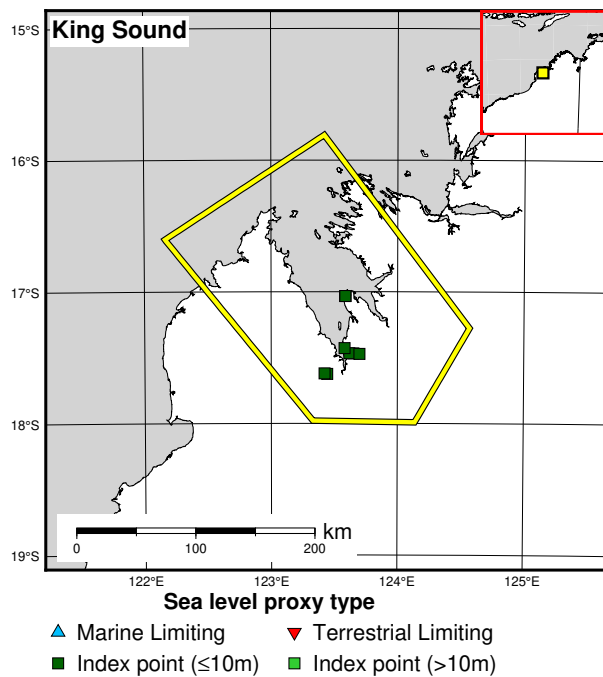 King Sound
15°S
16°S
17°S
18°S
19°S
km
0 100 200
122°E 123°E 124°E 125°E
Sea level proxy type
Marine Limiting Terrestrial Limiting
Index point (≤10m) Index point (>10m)